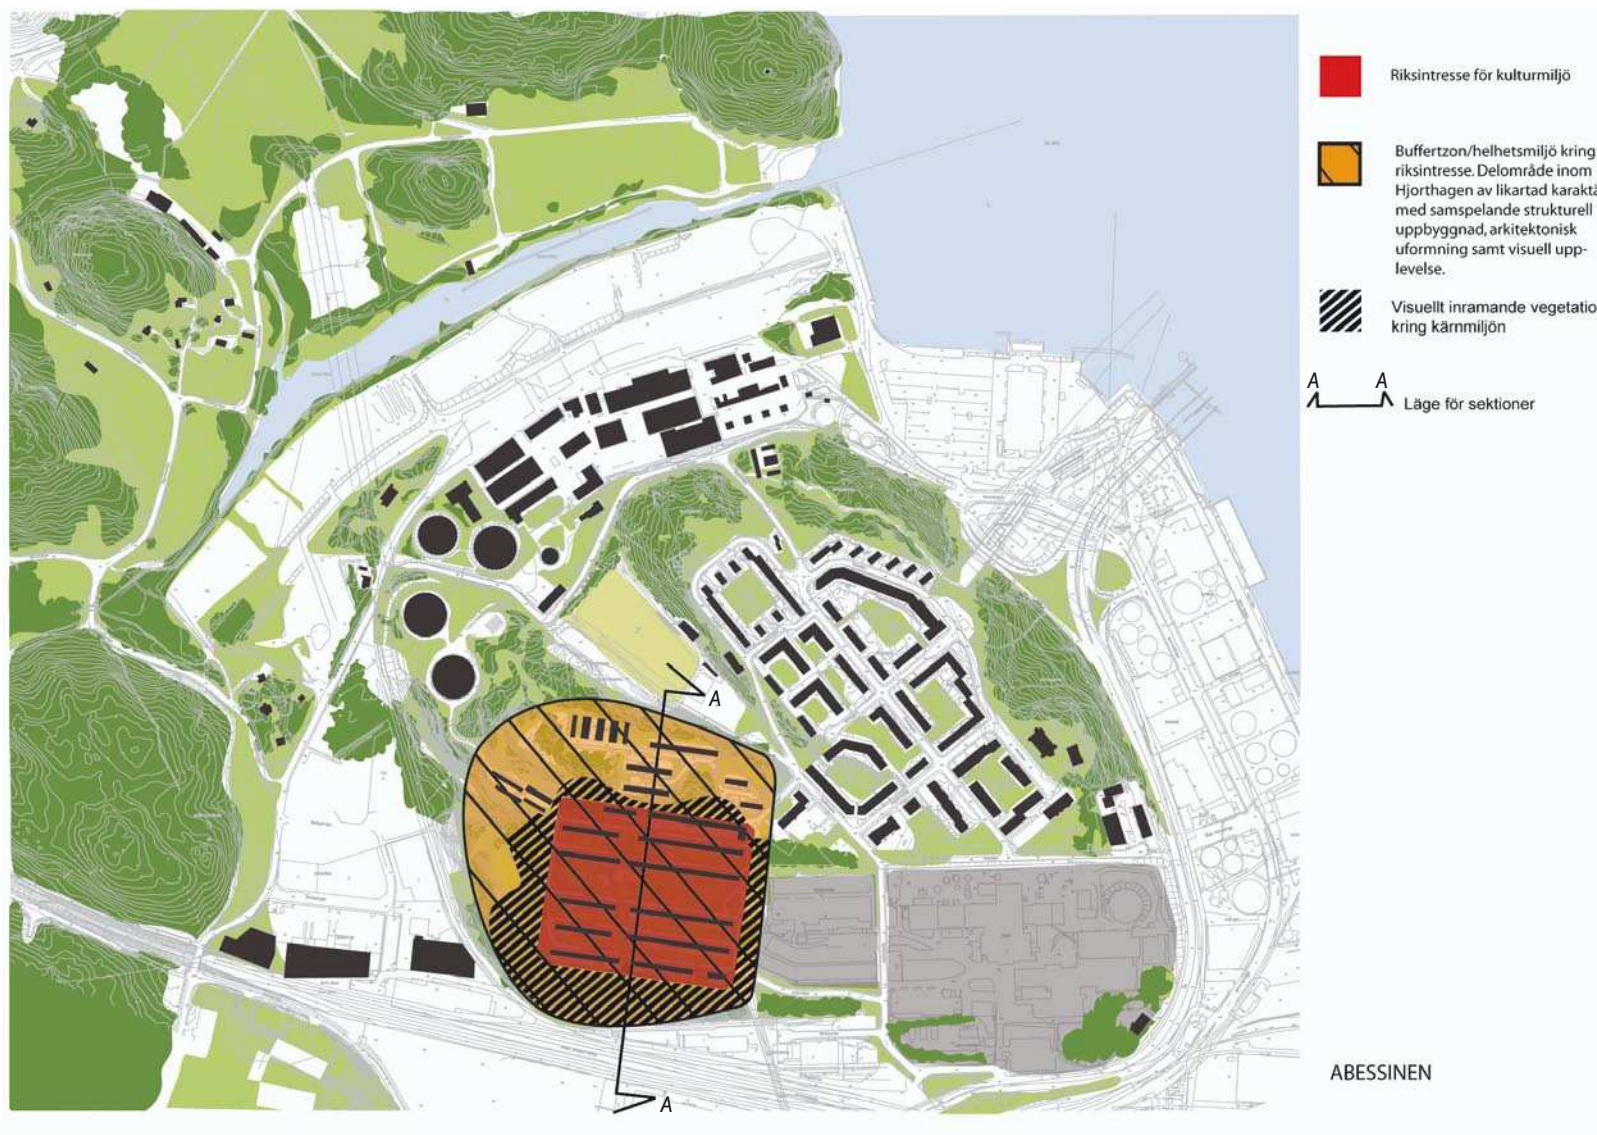 Riksintresse för kulturmiljö
Buffertzon/helhetsmiljö kring
riksintresse. Delområde inom
Hjorthagen av likartad karaktä
med samspelande strukturell
uppbyggnad, arkitektonisk
uformning samt visuell upp-
levelse.
Visuellt inramande vegetatio
kring kärnmiljön
A A
Läge för sektioner
A
A
ABESSINEN